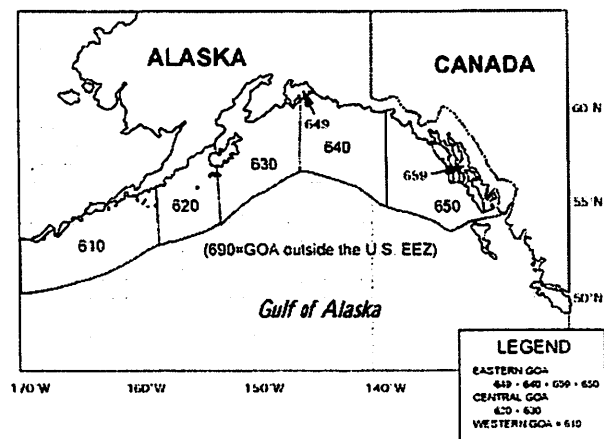 ALASKA
CANADA
60°N
649
630
640
659
620
55°N
650
610
(690=GOA outside the U.S. EEZ)
50°N
Gulf of Alaska
LEGEND
EASTERN GOA
649 + 640 + 659 + 650
CENTRAL GOA
620 + 630
WESTERN GOA = 610
170°W
160°W
150°W
140°W